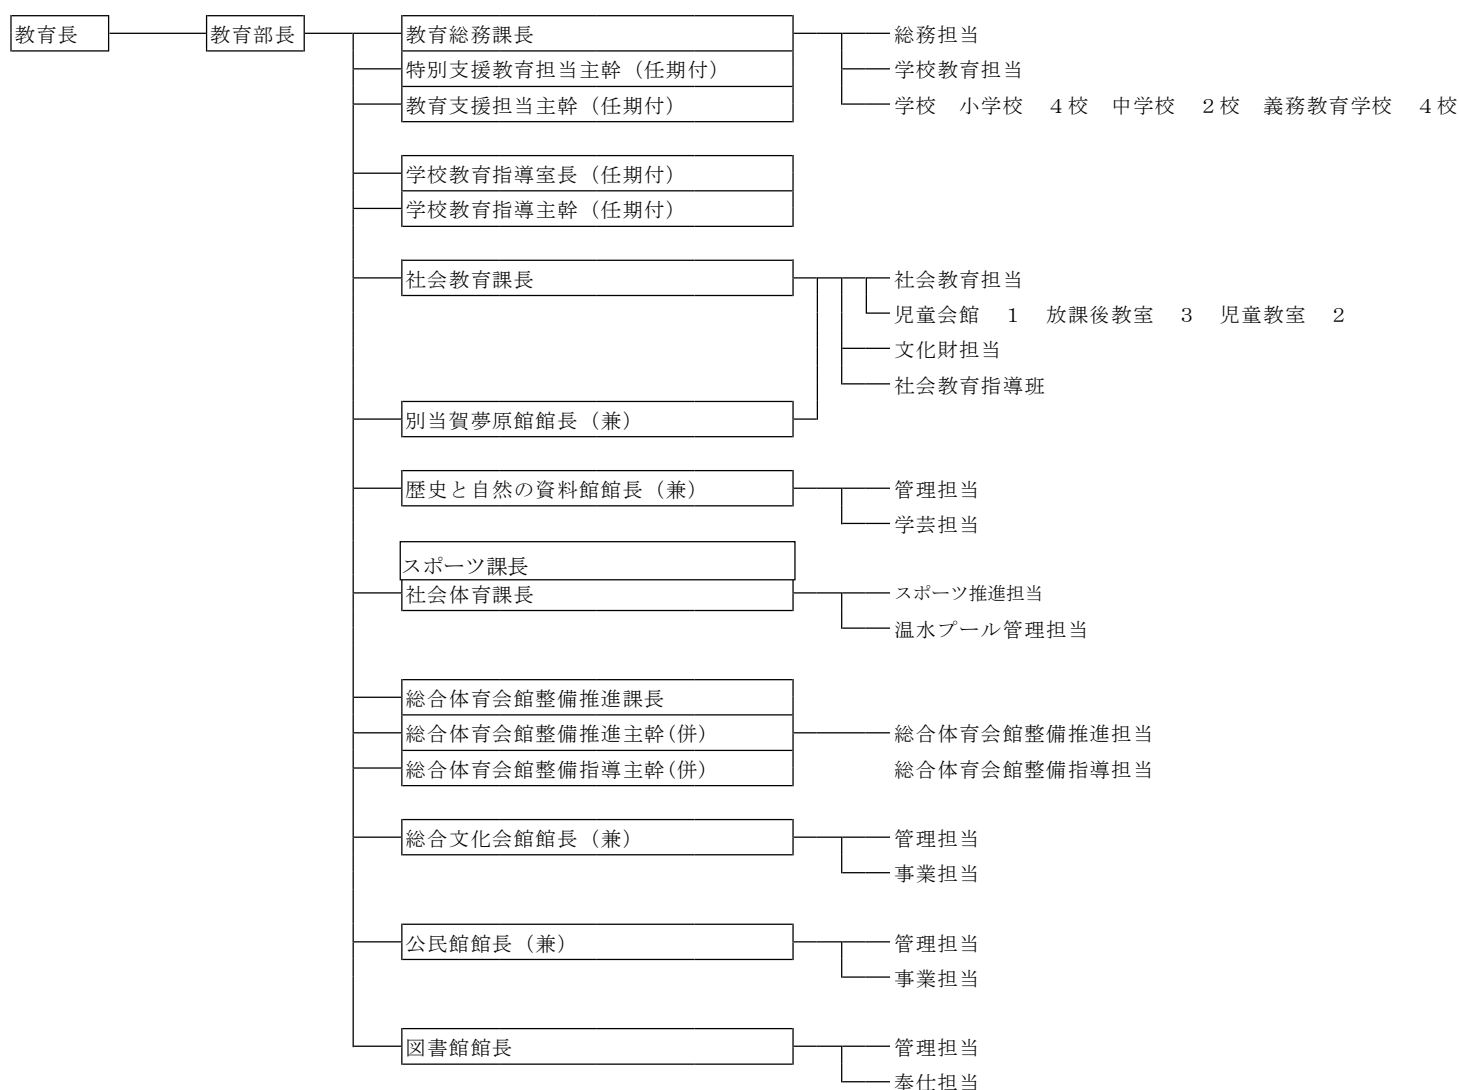 教育長 教育部長 教育総務課長 総務担当
特別支援教育担当主幹（任期付） 学校教育担当
教育支援担当主幹（任期付） 学校　小学校　４校　中学校　２校　義務教育学校　４校
学校教育指導室長（任期付）
学校教育指導主幹（任期付）
社会教育課長 社会教育担当
児童会館　１　放課後教室　３　児童教室　２
文化財担当
社会教育指導班
別当賀夢原館館長（兼）
歴史と自然の資料館館長（兼） 管理担当
学芸担当
スポーツ課長
社会体育課長 スポーツ推進担当
温水プール管理担当
総合体育会館整備推進課長
総合体育会館整備推進主幹(併) 総合体育会館整備推進担当
総合体育会館整備指導主幹(併) 総合体育会館整備指導担当
総合文化会館館長（兼） 管理担当
事業担当
公民館館長（兼） 管理担当
事業担当
図書館館長 管理担当
奉仕担当